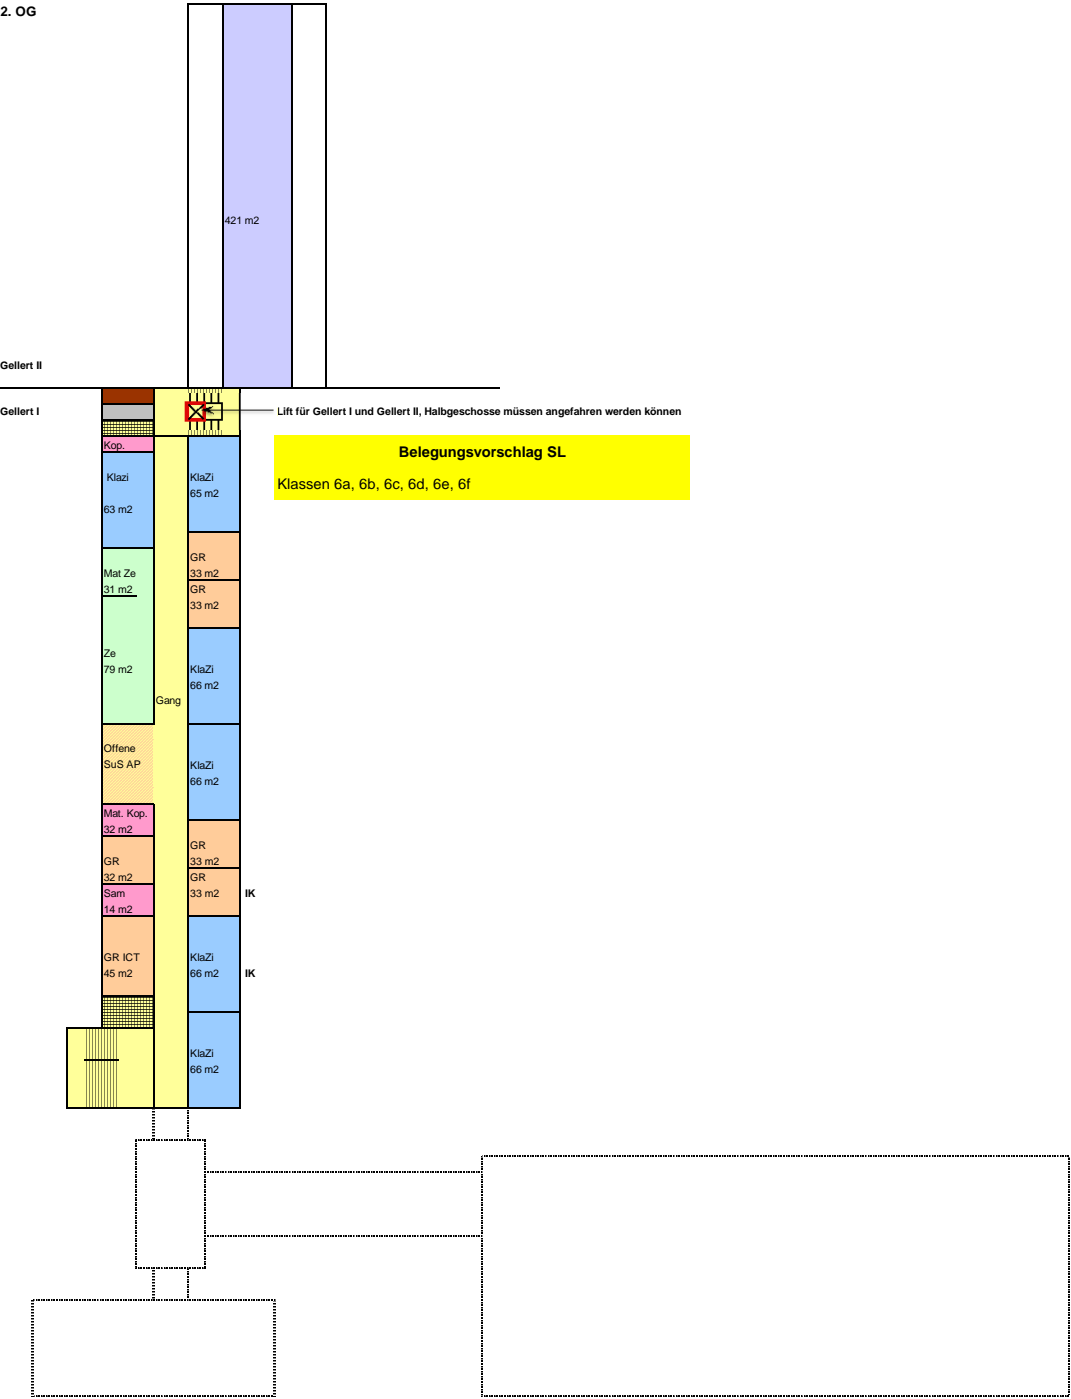 2. OG
421 m2
Gellert II
Gellert I
Lift für Gellert I und Gellert II, Halbgeschosse müssen angefahren werden können
Belegungsvorschlag SL
Klassen 6a, 6b, 6c, 6d, 6e, 6f
Kop.
Klazi
63 m2
KlaZi
65 m2
GR
33 m2
GR
33 m2
Mat Ze
31 m2
Ze
79 m2
KlaZi
66 m2
Gang
Offene
SuS AP
KlaZi
66 m2
Mat. Kop.
32 m2
GR
32 m2
GR
33 m2
GR
33 m2
IK
Sam
14 m2
GR ICT
45 m2
KlaZi
66 m2
IK
KlaZi
66 m2